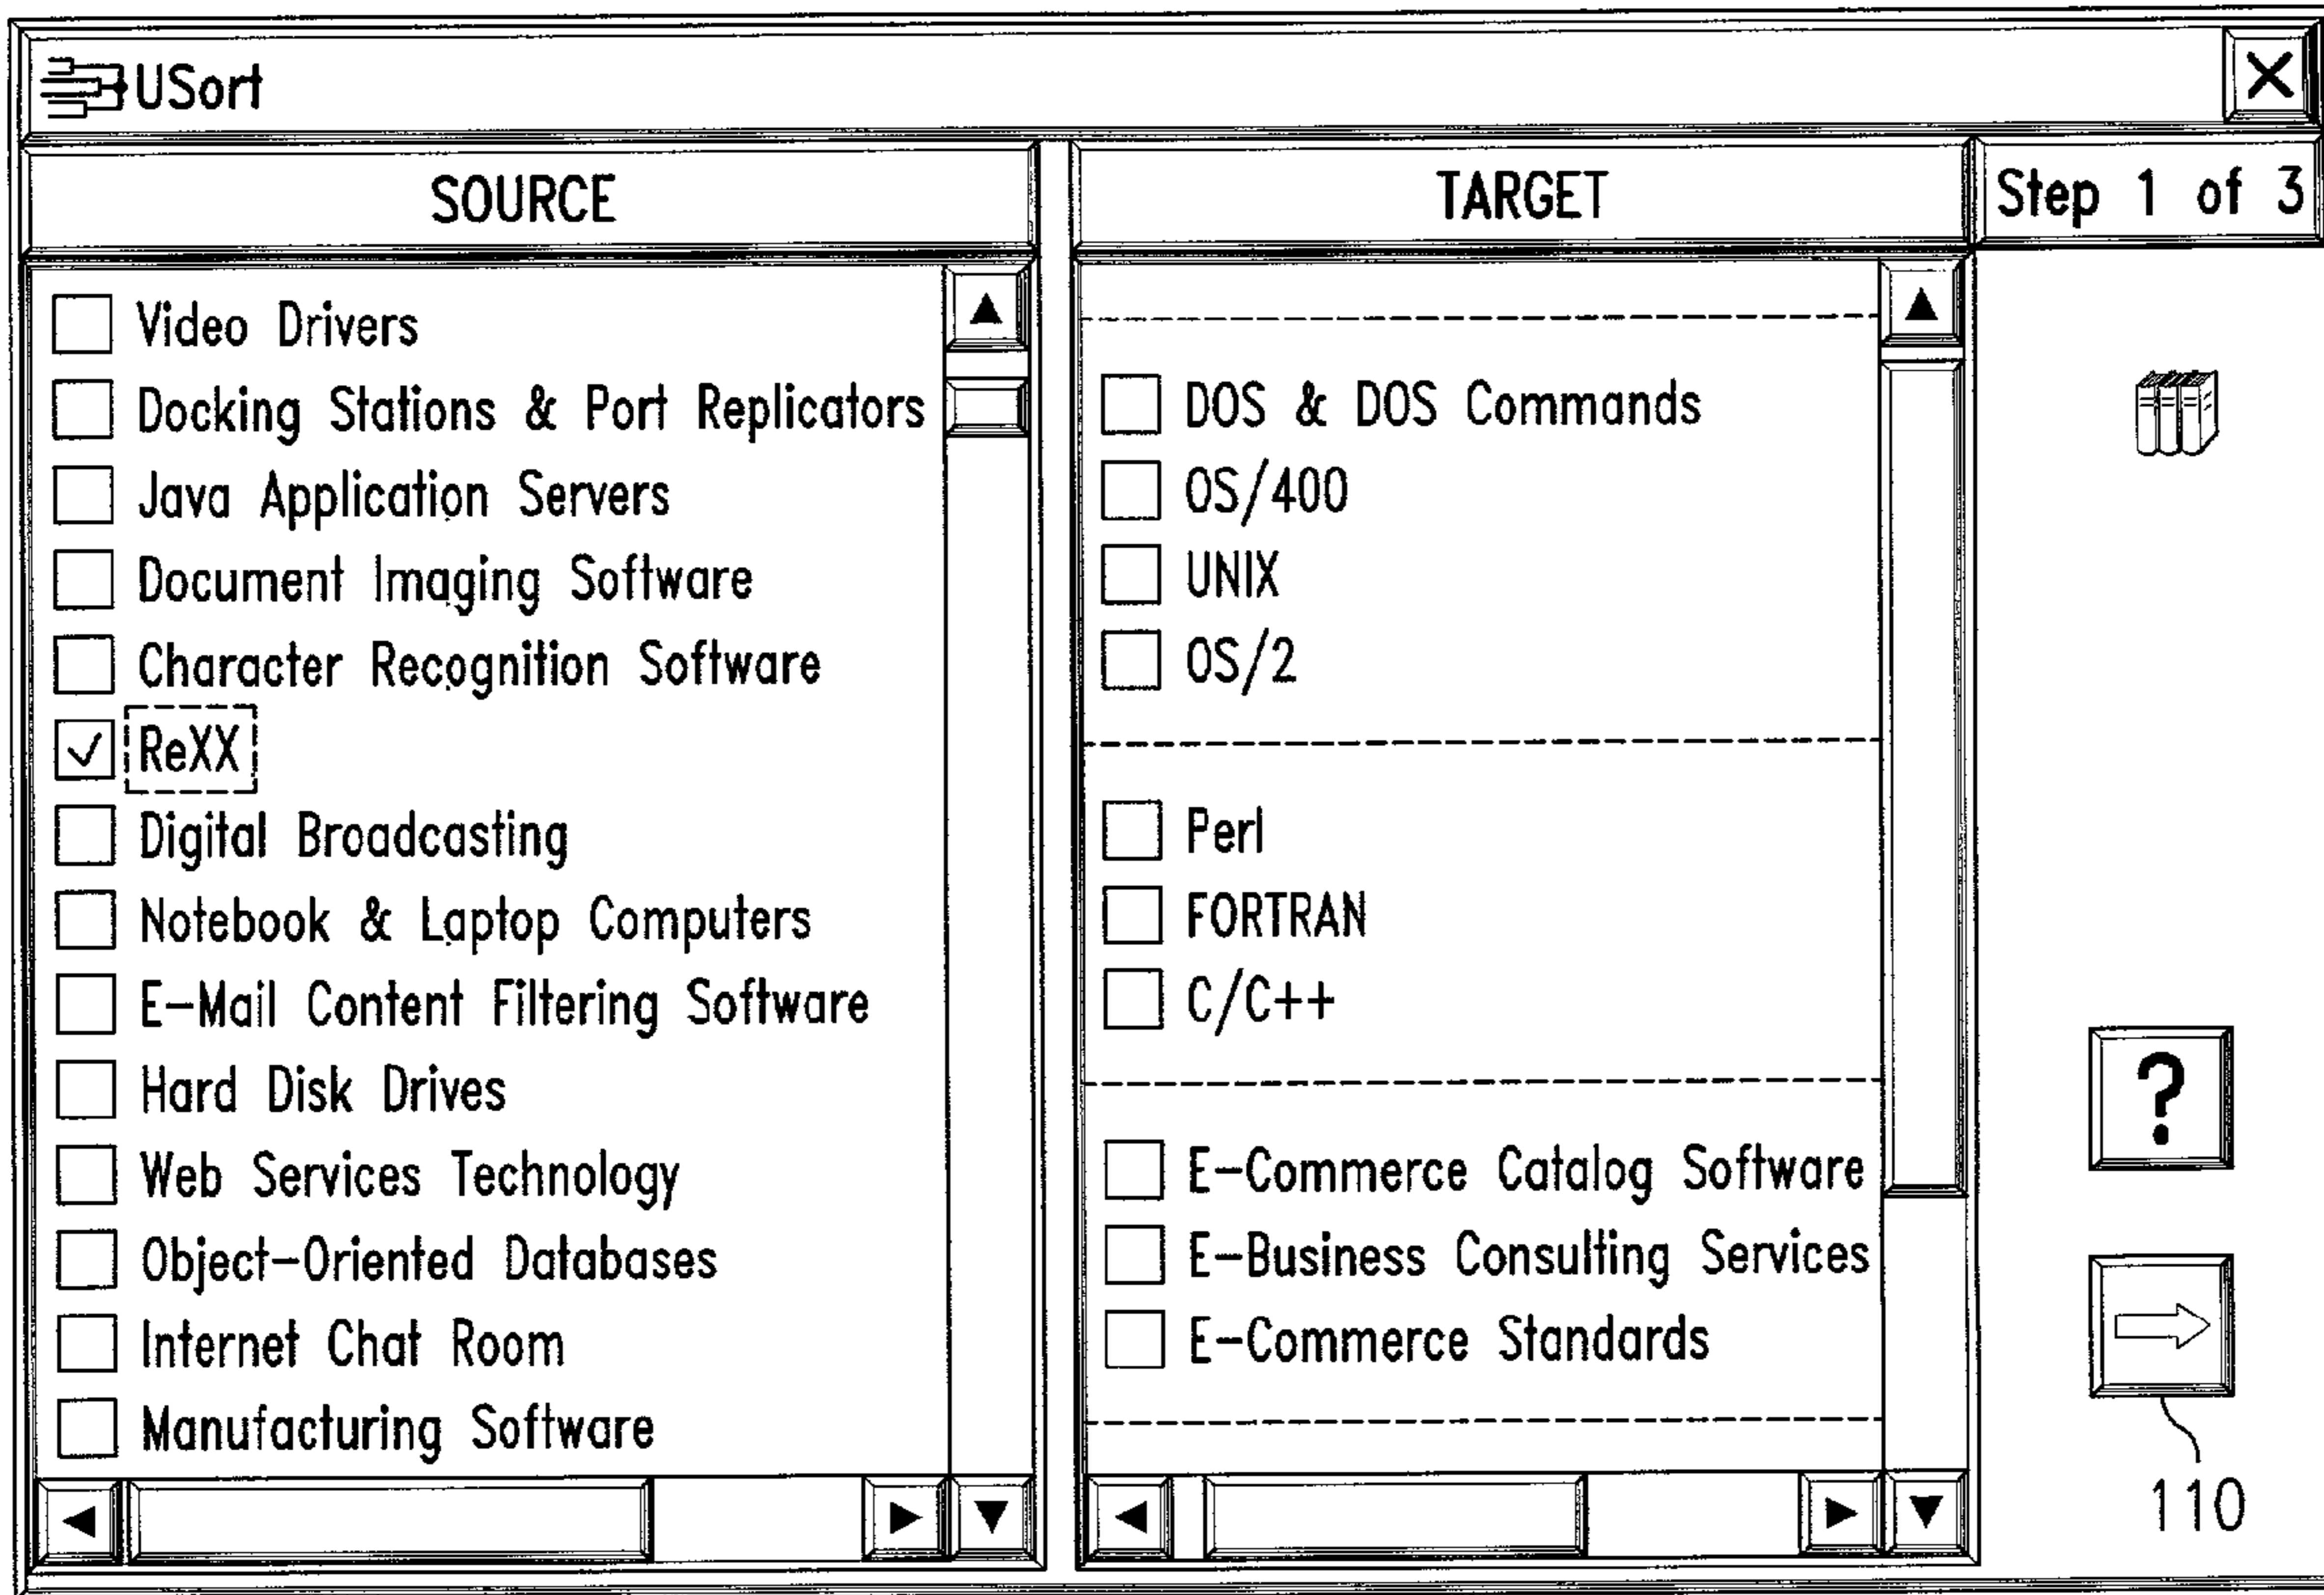 USort
SOURCE
TARGET
Step 1 of 3
Video Drivers
Docking Stations & Port Replicators
Java Application Servers
Document Imaging Software
Character Recognition Software
ReXX
Digital Broadcasting
Notebook & Laptop Computers
E-Mail Content Filtering Software
Hard Disk Drives
Web Services Technology
Object-Oriented Databases
Internet Chat Room
Manufacturing Software
DOS & DOS Commands
OS/400
UNIX
OS/2
Perl
FORTRAN
C/C++
E-Commerce Catalog Software
E-Business Consulting Services
E-Commerce Standards
?
110